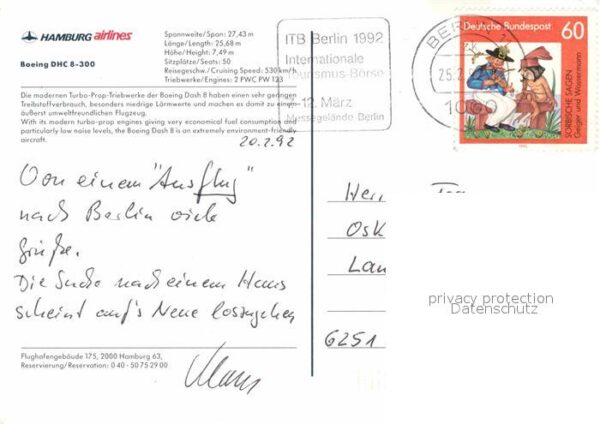 HAMBURG airlines
Boeing DHC 8-300
Spannweite/Span: 27,43 m
Länge/Length: 25,68 m
Höhe/Height: 7,49 m
Sitzplätze/Seats: 50
Reisegeschw./Cruising Speed: 530km/h
Triebwerke/Engines: 2 PWC PW 123
Die modernen Turbo-Prop-Triebwerke der Boeing Dash 8 haben einen sehr geringen
Treibstoffverbrauch, besonders niedrige Lärmwerte und machen es damit zu einem
äußerst umweltfreundlichen Flugzeug.
With its modern turbo-prop engines giving very economical fuel consumption and
particularly low noise levels, the Boeing Dash 8 is an extremely environment-friendly
aircraft.
20.2.92
Von einem "Ausflug"
nach Berlin viele
Grüße.
Die Suche nach einem Haus
scheint auf's Neue loszugehen
Klaus
Flughafengebäude 175, 2000 Hamburg 63,
Reservierung/Reservation: 0 40 - 50 75 29 00
ITB Berlin 1992
Internationale
Tourismus-Börse
-12. März
Messegelände Berlin
BERLIN
25.2
1000
Deutsche Bundespost
60
SORBISCHE SAGEN
Geiger und Wassermann
Herr
Osk
Lan
6251
privacy protection
Datenschutz